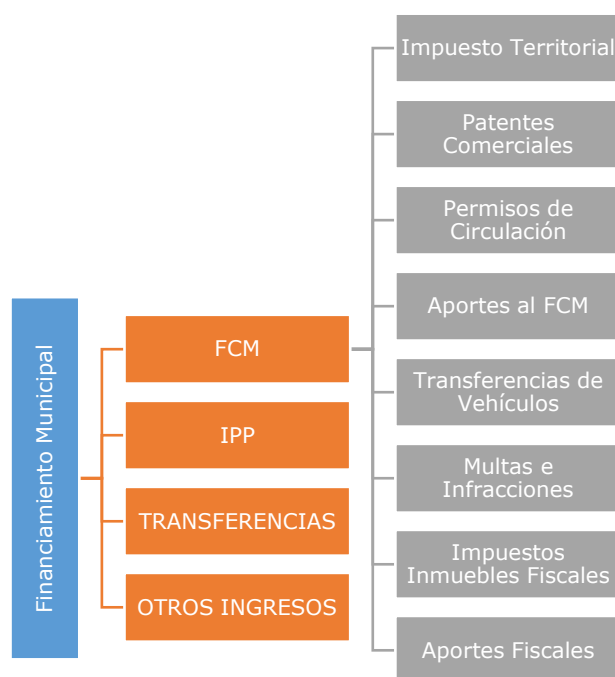 Financiamiento Municipal
FCM
IPP
TRANSFERENCIAS
OTROS INGRESOS
Impuesto Territorial
Patentes
Comerciales
Permisos de
Circulación
Aportes al FCM
Transferencias de
Vehículos
Multas e
Infracciones
Impuestos
Inmuebles Fiscales
Aportes Fiscales